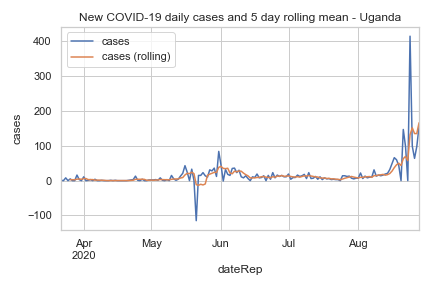 New COVID-19 daily cases and 5 day rolling mean - Uganda
cases
cases (rolling)
400
300
200
100
0
−100
cases
Apr
2020
May
Jun
Jul
Aug
dateRep